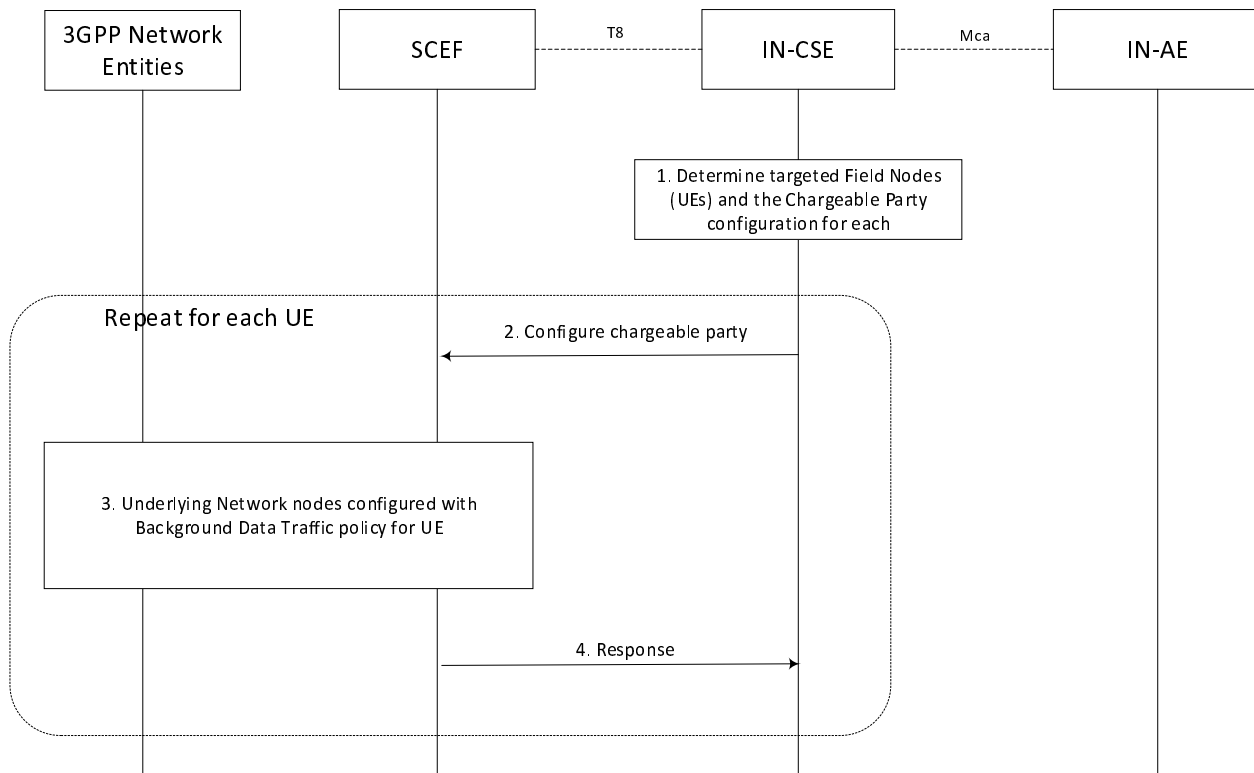 3GPP Network
Entities
SCEF
T8
IN-CSE
Mca
IN-AE
1. Determine targeted Field Nodes
(UEs) and the Chargeable Party
configuration for each
Repeat for each UE
2. Configure chargeable party
3. Underlying Network nodes configured with
Background Data Traffic policy for UE
4. Response